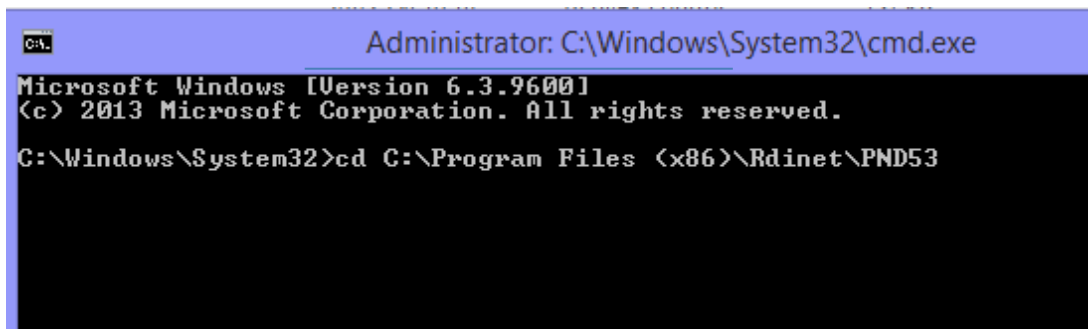 C:\.
Administrator: C:\Windows\System32\cmd.exe
Microsoft Windows [Version 6.3.9600]
(c) 2013 Microsoft Corporation. All rights reserved.
C:\Windows\System32>cd C:\Program Files (x86)\Rdinet\PND53